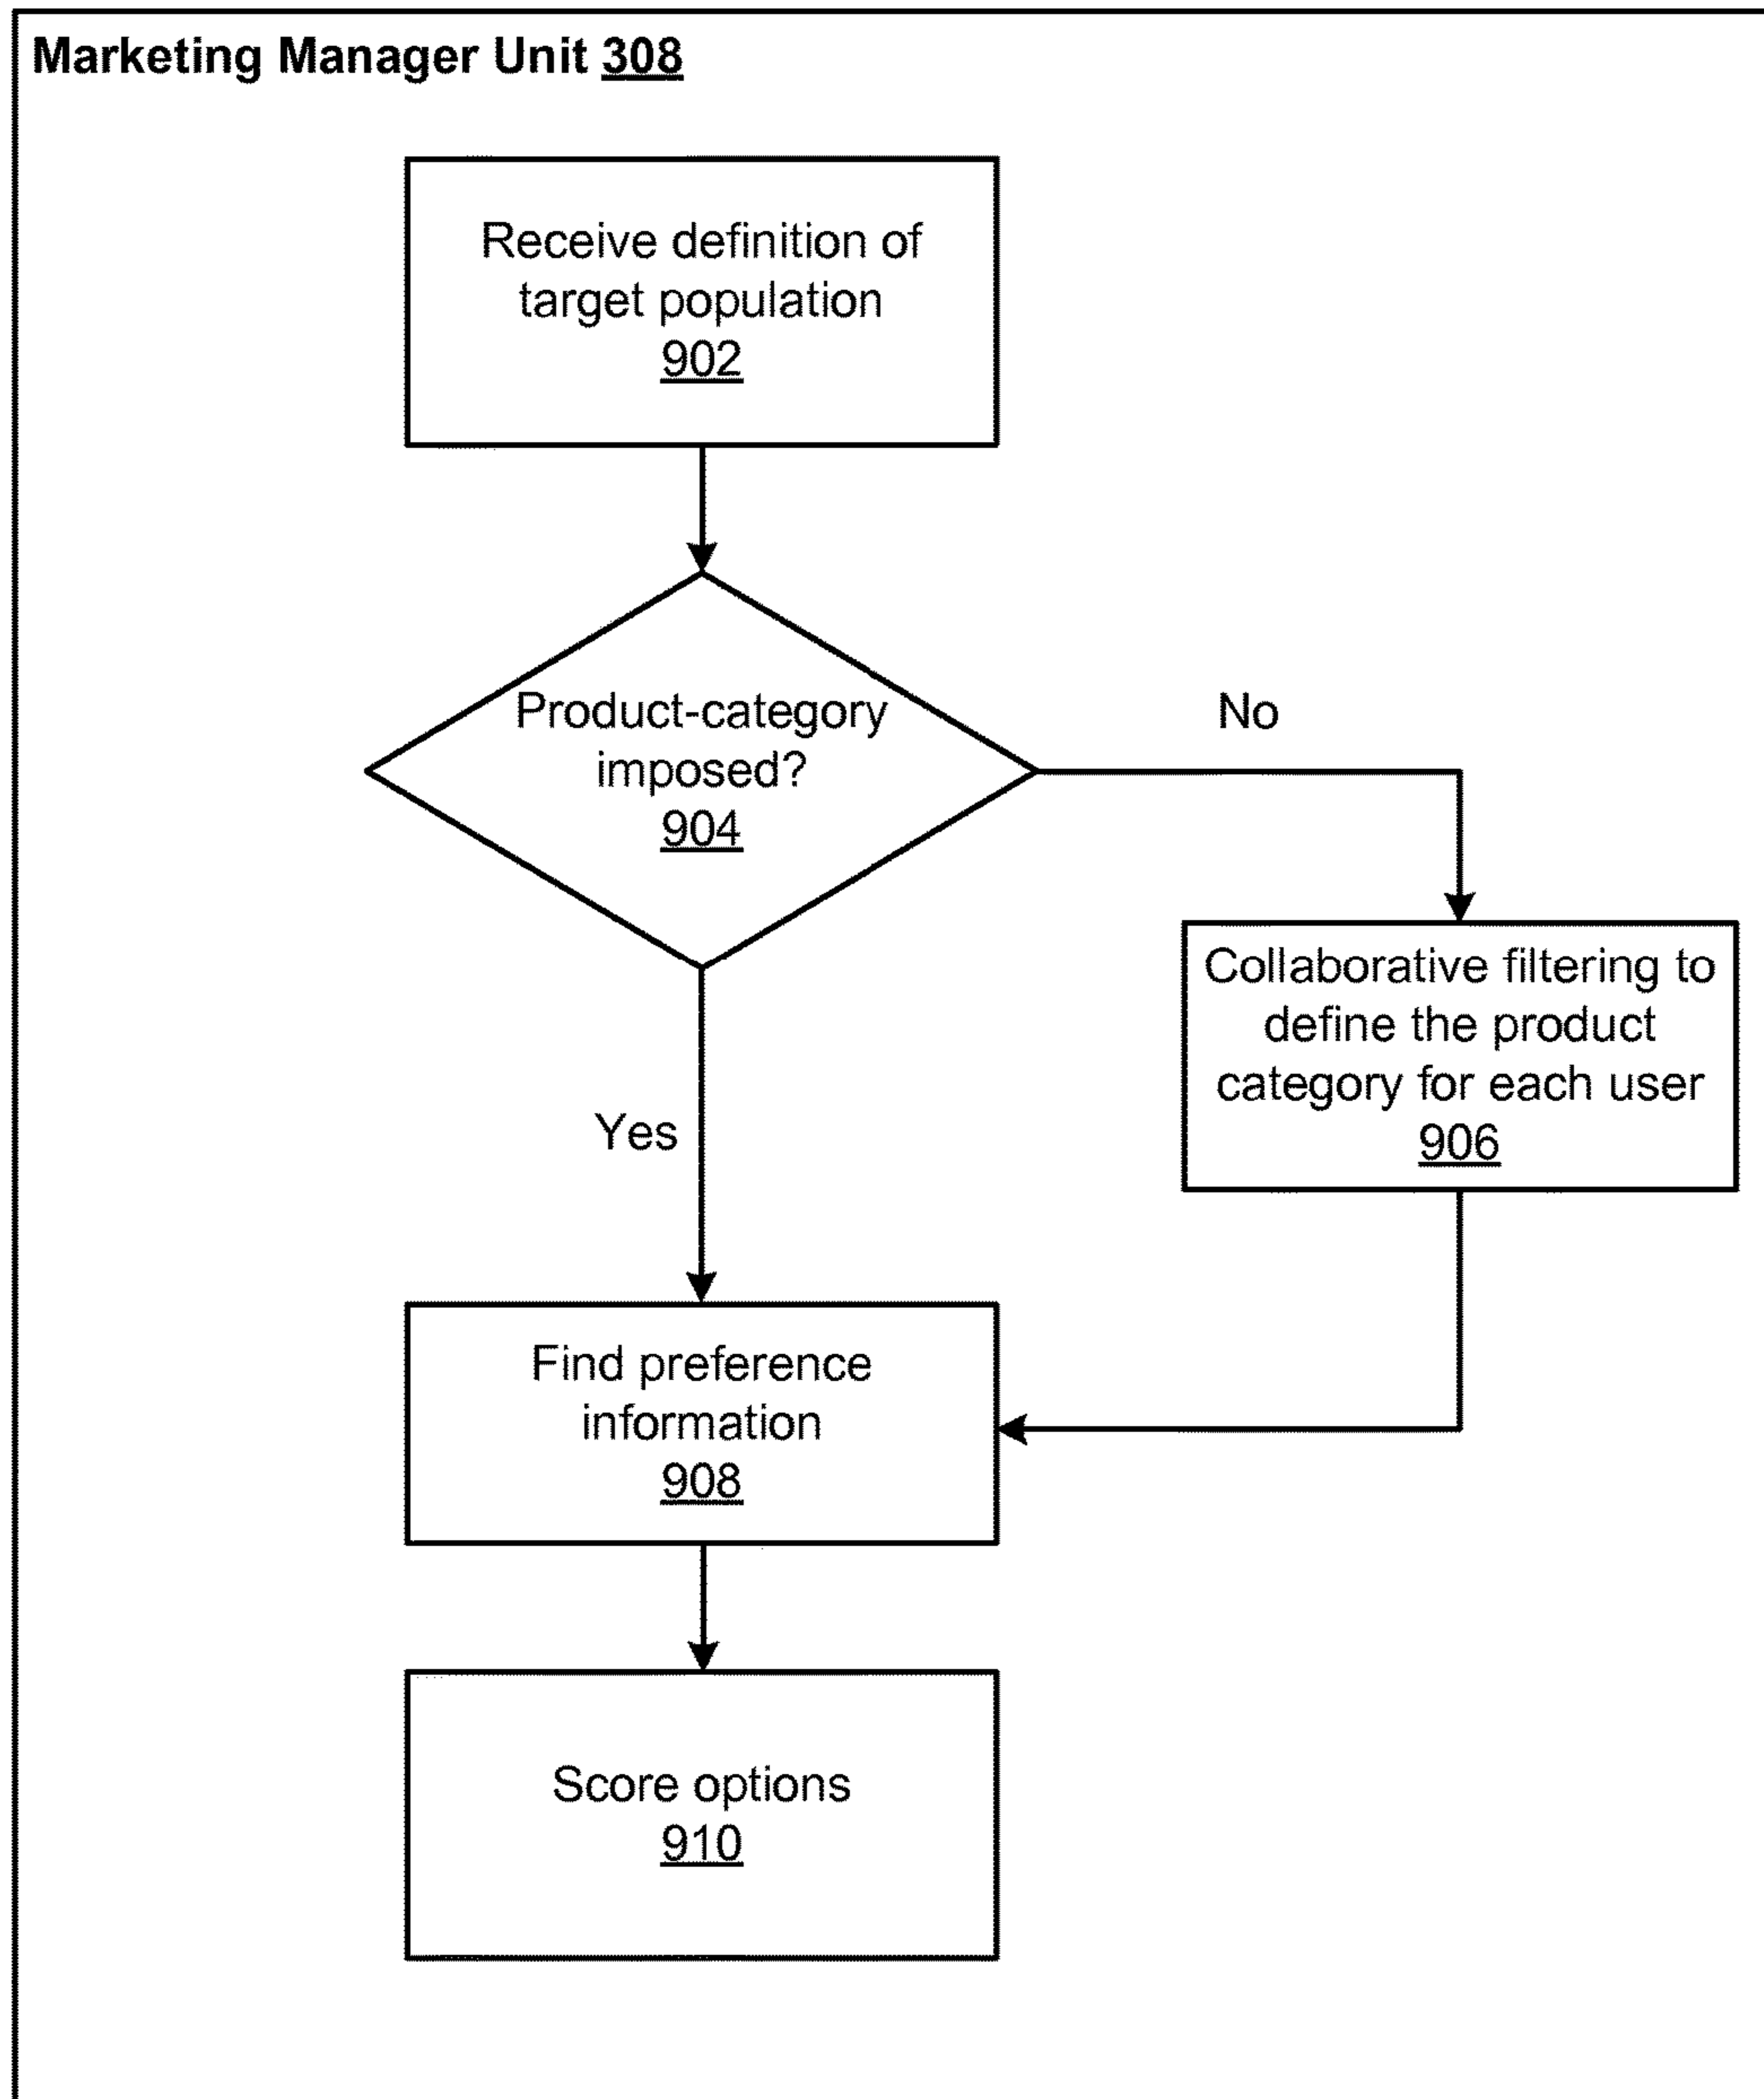 Marketing Manager Unit 308
Receive definition of
target population
902
Product-category
imposed?
904
No
Collaborative filtering to
define the product
category for each user
906
Yes
Find preference
information
908
Score options
910